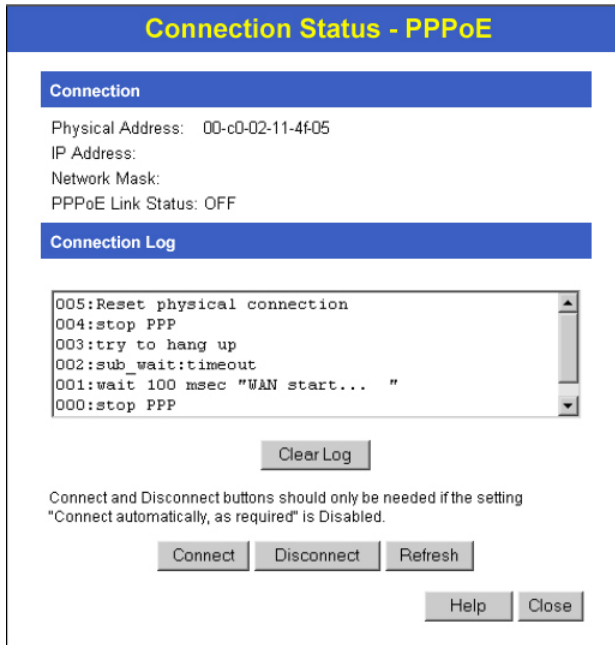 Connection Status - PPPoE
Connection
Physical Address: 00-c0-02-11-4f-05
IP Address:
Network Mask:
PPPoE Link Status: OFF
Connection Log
005:Reset physical connection
004:stop PPP
003:try to hang up
002:sub_wait:timeout
001:wait 100 msec "WAN start... "
000:stop PPP
Clear Log
Connect and Disconnect buttons should only be needed if the setting
"Connect automatically, as required" is Disabled.
Connect Disconnect Refresh
Help Close